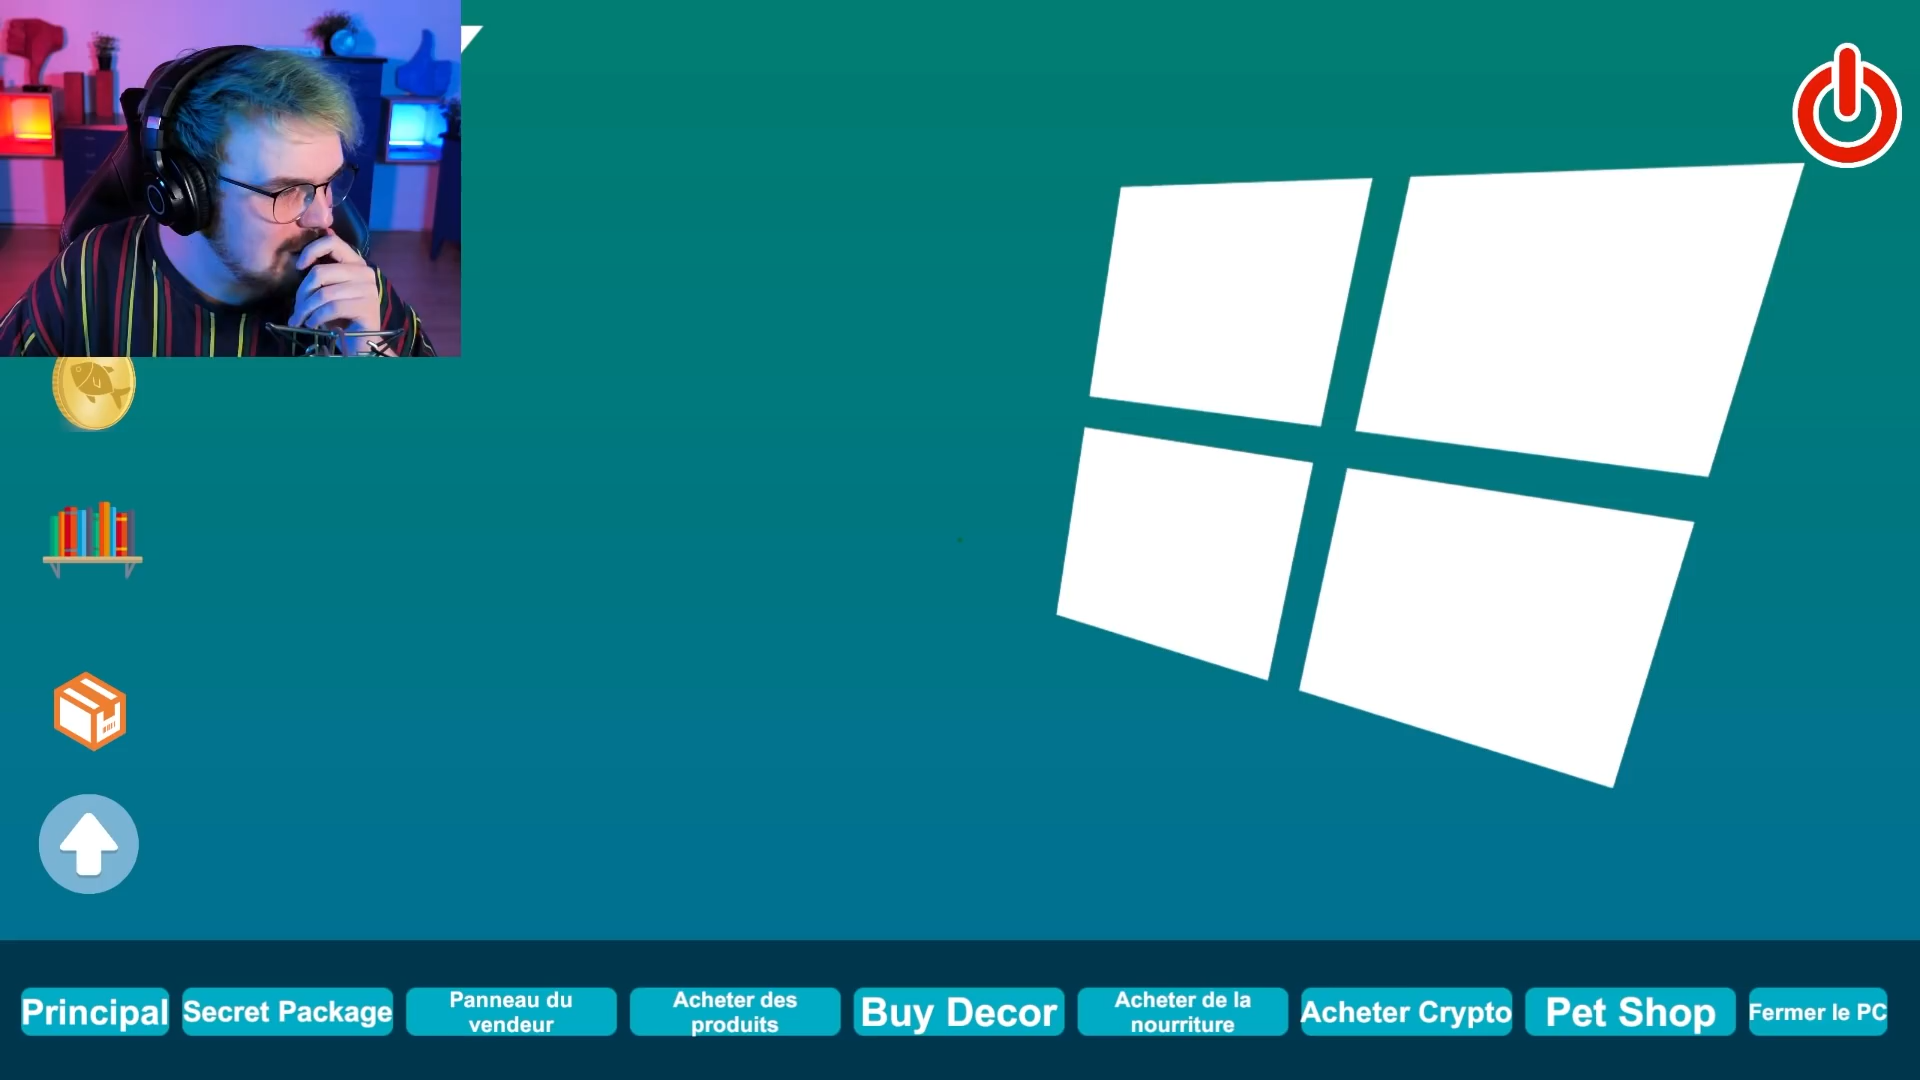 Principal
Secret Package
Panneau du
vendeur
Acheter des
produits
Buy Decor
Acheter de la
nourriture
Acheter Crypto
Pet Shop
Fermer le PC